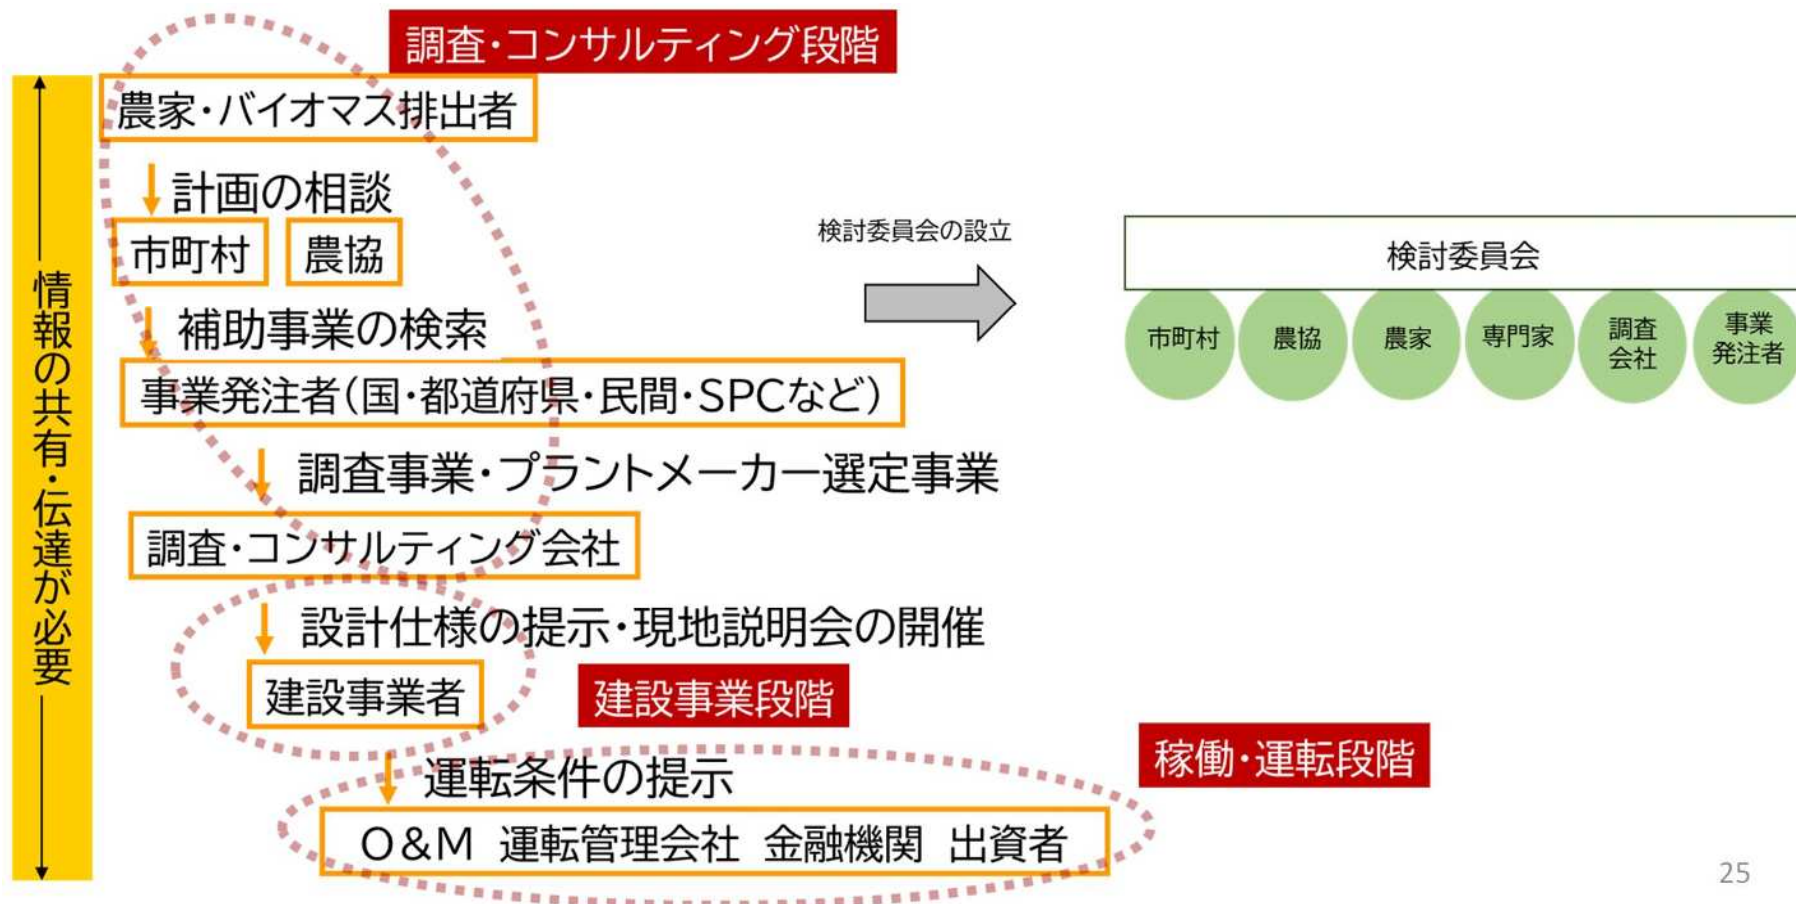 調査・コンサルティング段階
農家・バイオマス排出者
計画の相談
市町村
農協
補助事業の検索
事業発注者(国・都道府県・民間・SPCなど)
調査事業・プラントメーカー選定事業
調査・コンサルティング会社
設計仕様の提示・現地説明会の開催
建設事業者
建設事業段階
運転条件の提示
稼働・運転段階
O&M 運転管理会社 金融機関 出資者
情報の共有・伝達が必要
検討委員会の設立
検討委員会
市町村
農協
農家
専門家
調査
会社
事業
発注者
25